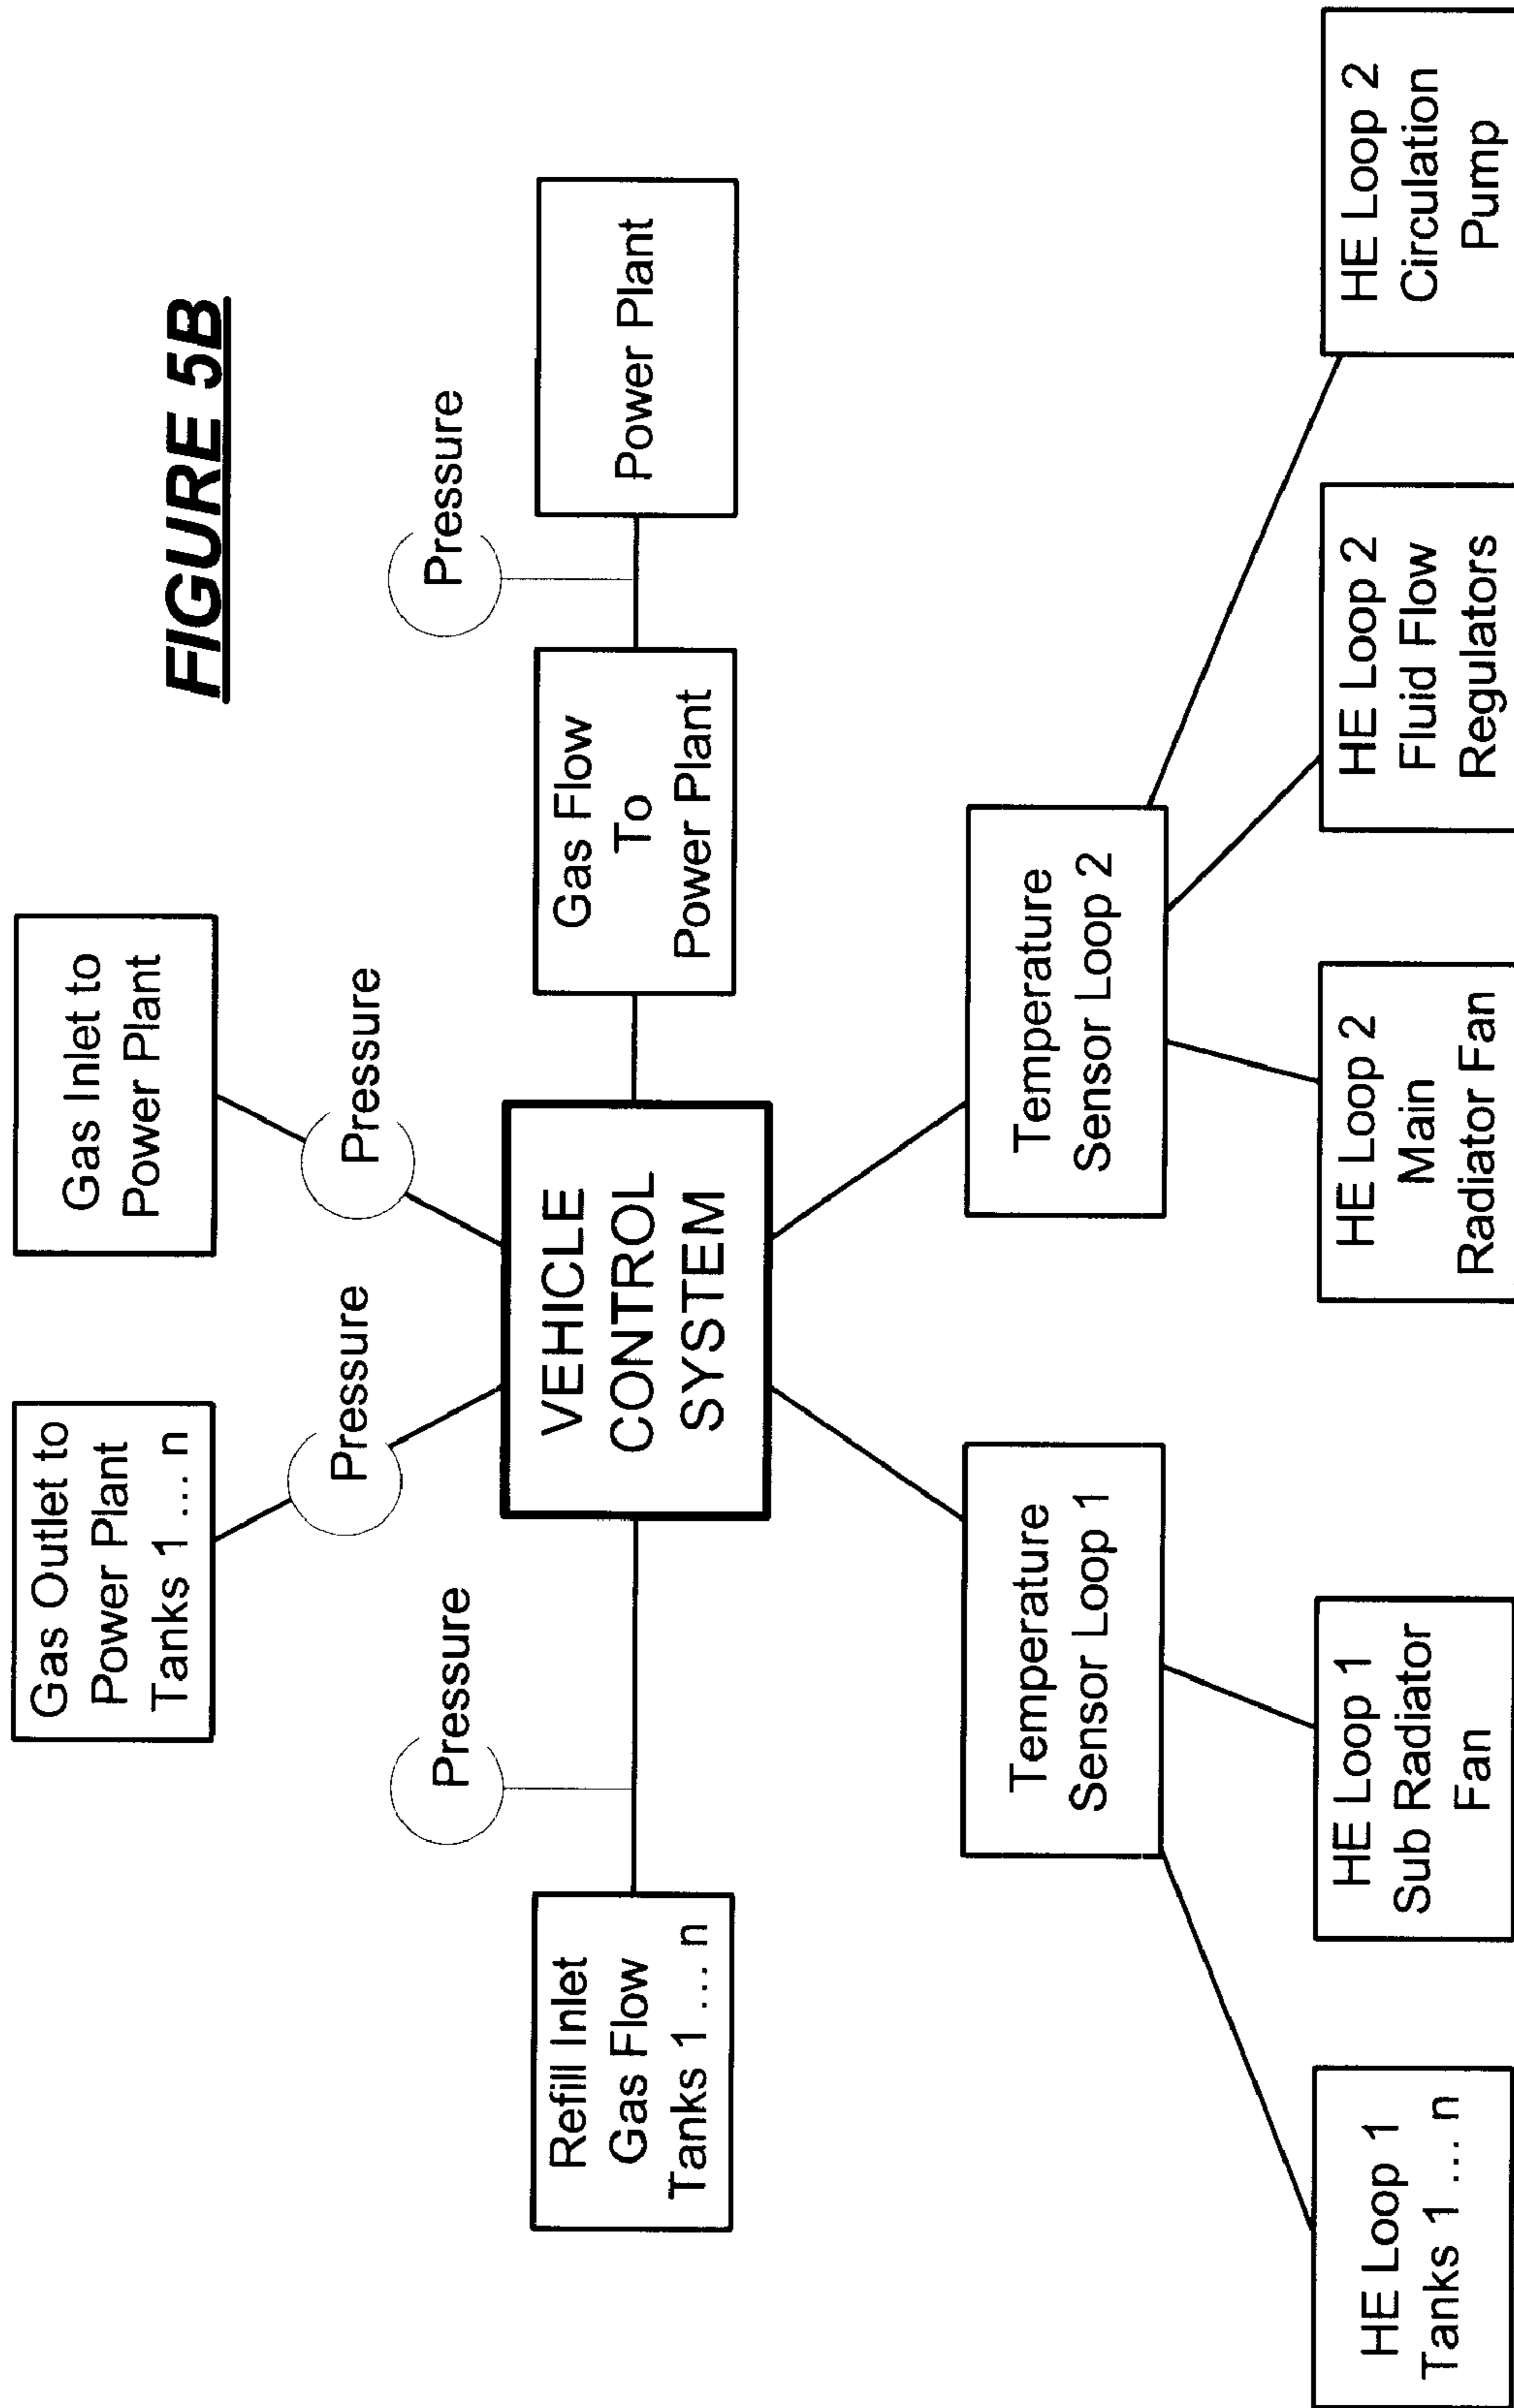 FIGURE 5B
Gas Outlet to
Power Plant
Tanks 1 ... n
Gas Inlet to
Power Plant
Pressure
Pressure
Pressure
Pressure
Refill Inlet
Gas Flow
Tanks 1 ... n
VEHICLE
CONTROL
SYSTEM
Gas Flow
To
Power Plant
Power Plant
Temperature
Sensor Loop 1
Temperature
Sensor Loop 2
HE Loop 1
Tanks 1 ... n
HE Loop 1
Sub Radiator
Fan
HE Loop 2
Main
Radiator Fan
HE Loop 2
Fluid Flow
Regulators
HE Loop 2
Circulation
Pump